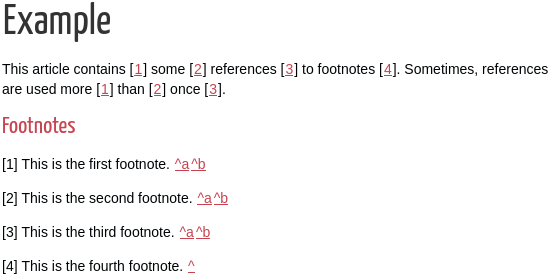 Example
This article contains [1] some [2] references [3] to footnotes [4]. Sometimes, references
are used more [1] than [2] once [3].
Footnotes
[1] This is the first footnote. ^a ^b
[2] This is the second footnote. ^a ^b
[3] This is the third footnote. ^a ^b
[4] This is the fourth footnote. ^